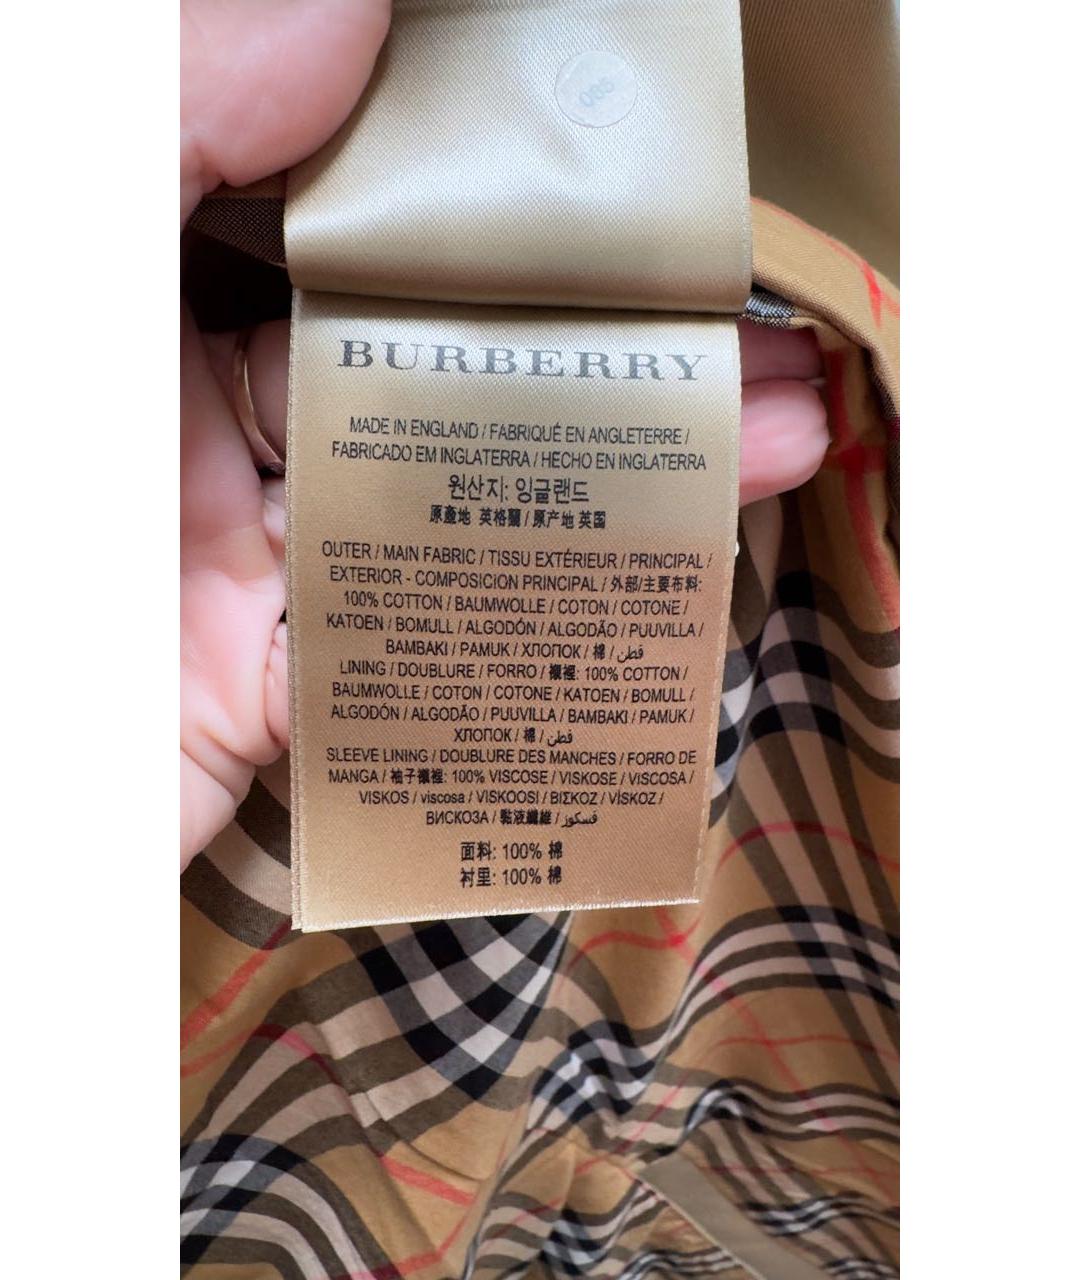 085
BURBERRY
MADE IN ENGLAND / FABRIQUÉ EN ANGLETERRE /
FABRICADO EM INGLATERRA / HECHO EN INGLATERRA
원산지: 잉글랜드
原產地 英格蘭 / 原产地 英国
OUTER / MAIN FABRIC / TISSU EXTÉRIEUR / PRINCIPAL /
EXTERIOR - COMPOSICION PRINCIPAL / 外部/主要布料:
100% COTTON / BAUMWOLLE / COTON / COTONE /
KATOEN / BOMULL / ALGODÓN / ALGODÃO / PUUVILLA /
BAMBAKI / PAMUK / ХЛОПОК / 棉 / قطن
LINING / DOUBLURE / FORRO / 襯裡: 100% COTTON /
BAUMWOLLE / COTON / COTONE / KATOEN / BOMULL /
ALGODÓN / ALGODÃO / PUUVILLA / BAMBAKI / PAMUK /
ХЛОПОК / 棉 / قطن
SLEEVE LINING / DOUBLURE DES MANCHES / FORRO DE
MANGA / 袖子襯裡: 100% VISCOSE / VISKOSE / VISCOSA /
VISKOS / viscosa / VISKOOSI / ΒΙΣΚΟΖ / VİSKOZ /
ВИСКОЗА / 黏液纖維 / فسكوز
面料: 100% 棉
衬里: 100% 棉